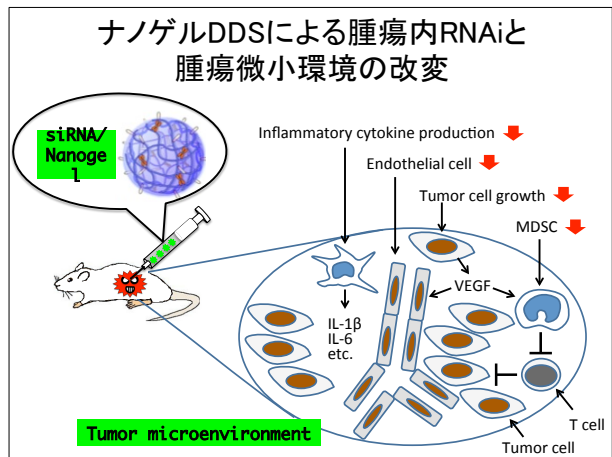 ナノゲルDDSによる腫瘍内RNAiと
腫瘍微小環境の改変
siRNA/
Nanoge
l
Inflammatory cytokine production
Endothelial cell
Tumor cell growth
MDSC
VEGF
IL-1β
IL-6
etc.
T cell
Tumor cell
Tumor microenvironment